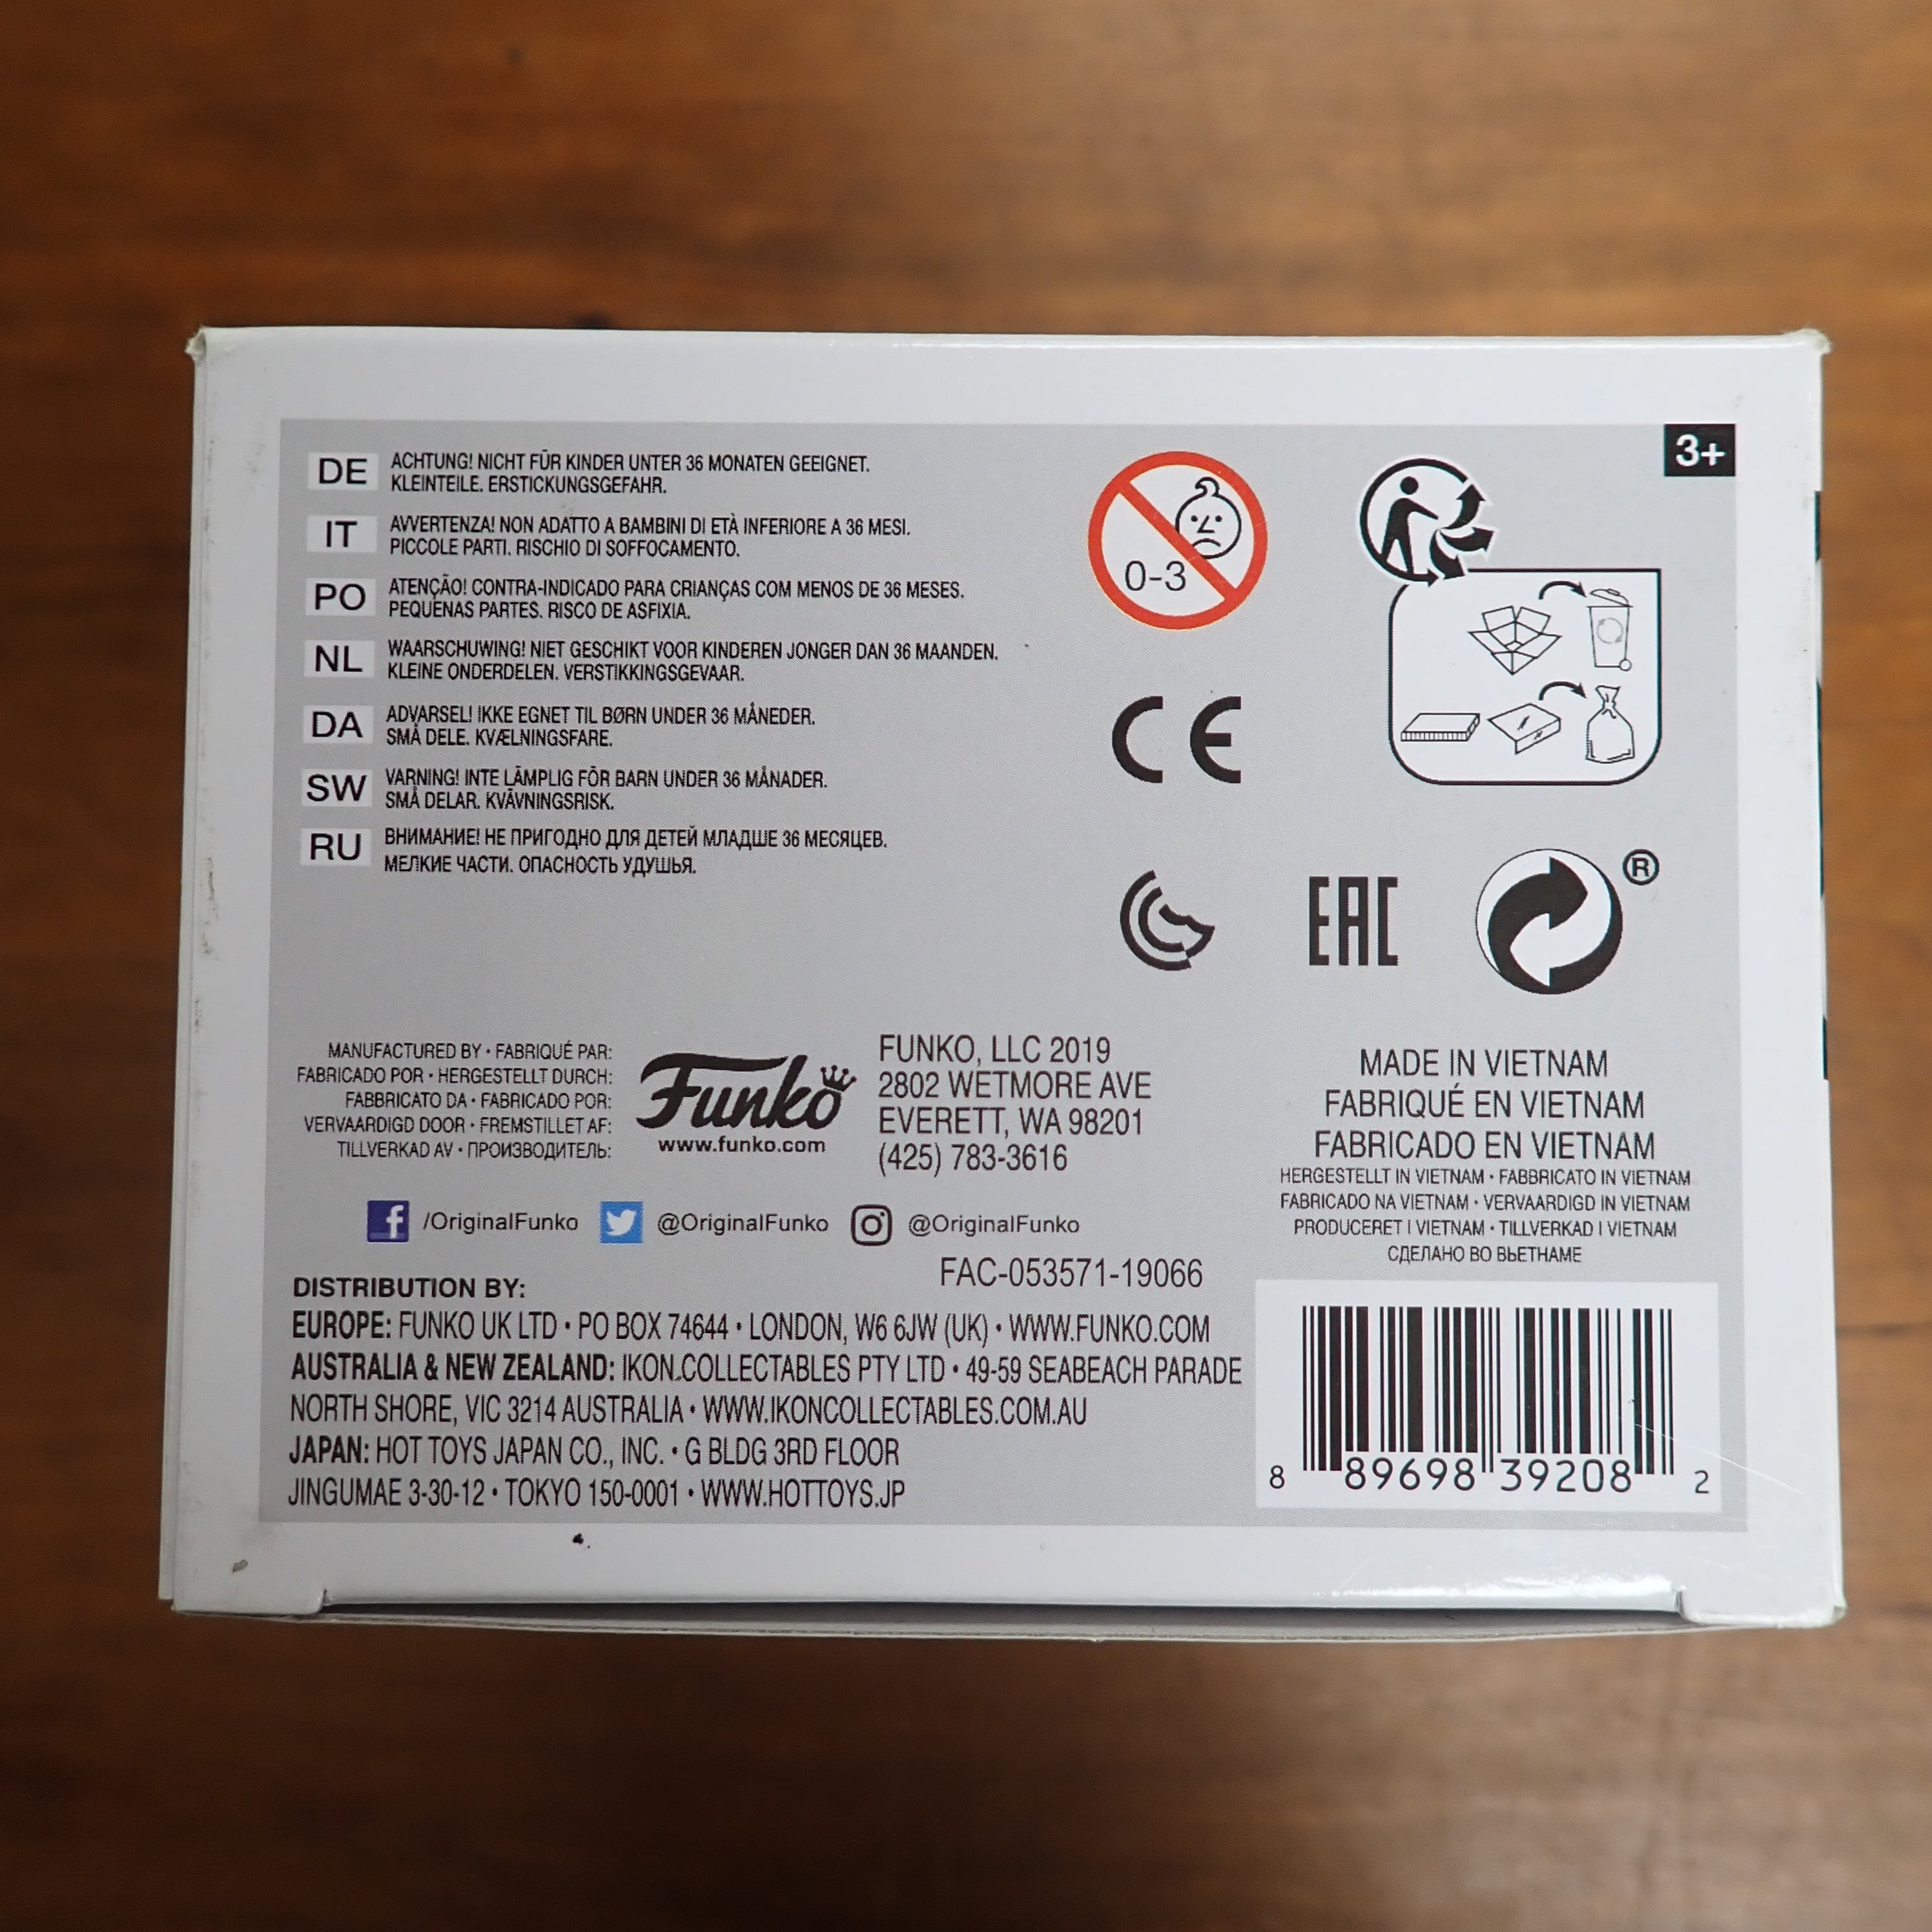 3+
DE
ACHTUNG! NICHT FÜR KINDER UNTER 36 MONATEN GEEIGNET.
KLEINTEILE. ERSTICKUNGSGEFAHR.
IT
AVVERTENZA! NON ADATTO A BAMBINI DI ETÀ INFERIORE A 36 MESI.
PICCOLE PARTI. RISCHIO DI SOFFOCAMENTO.
PO
ATENÇÃO! CONTRA-INDICADO PARA CRIANÇAS COM MENOS DE 36 MESES.
PEQUENAS PARTES. RISCO DE ASFIXIA.
NL
WAARSCHUWING! NIET GESCHIKT VOOR KINDEREN JONGER DAN 36 MAANDEN.
KLEINE ONDERDELEN. VERSTIKKINGSGEVAAR.
DA
ADVARSEL! IKKE EGNET TIL BØRN UNDER 36 MÅNEDER.
SMÅ DELE. KVÆLNINGSFARE.
SW
VARNING! INTE LÄMPLIG FÖR BARN UNDER 36 MÅNADER.
SMÅ DELAR. KVÄVNINGSRISK.
RU
ВНИМАНИЕ! НЕ ПРИГОДНО ДЛЯ ДЕТЕЙ МЛАДШЕ 36 МЕСЯЦЕВ.
МЕЛКИЕ ЧАСТИ. ОПАСНОСТЬ УДУШЬЯ.
0-3
CE
EAC
®
MANUFACTURED BY • FABRIQUÉ PAR:
FABRICADO POR • HERGESTELLT DURCH:
FABBRICATO DA • FABRICADO POR:
VERVAARDIGD DOOR • FREMSTILLET AF:
TILLVERKAD AV • ПРОИЗВОДИТЕЛЬ:
Funko
www.funko.com
FUNKO, LLC 2019
2802 WETMORE AVE
EVERETT, WA 98201
(425) 783-3616
MADE IN VIETNAM
FABRIQUÉ EN VIETNAM
FABRICADO EN VIETNAM
HERGESTELLT IN VIETNAM • FABBRICATO IN VIETNAM
FABRICADO NA VIETNAM • VERVAARDIGD IN VIETNAM
PRODUCERET I VIETNAM • TILLVERKAD I VIETNAM
СДЕЛАНО ВО ВЬЕТНАМЕ
f /OriginalFunko @OriginalFunko @OriginalFunko
FAC-053571-19066
DISTRIBUTION BY:
EUROPE: FUNKO UK LTD • PO BOX 74644 • LONDON, W6 6JW (UK) • WWW.FUNKO.COM
AUSTRALIA & NEW ZEALAND: IKON COLLECTABLES PTY LTD • 49-59 SEABEACH PARADE
NORTH SHORE, VIC 3214 AUSTRALIA • WWW.IKONCOLLECTABLES.COM.AU
JAPAN: HOT TOYS JAPAN CO., INC. • G BLDG 3RD FLOOR
JINGUMAE 3-30-12 • TOKYO 150-0001 • WWW.HOTTOYS.JP
8 89698 39208 2